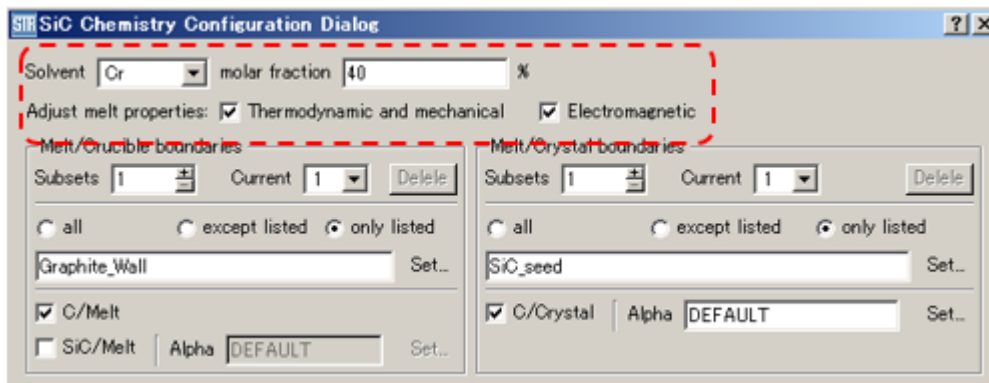 STR SiC Chemistry Configuration Dialog ? X
Solvent Cr molar fraction 40 %
Adjust melt properties: Thermodynamic and mechanical Electromagnetic
Melt/Crucible boundaries
Subsets 1 Current 1 Delele
all except listed only listed
Graphite_Wall Set...
C/Melt
SiC/Melt Alpha DEFAULT Set...
Melt/Crystal boundaries
Subsets 1 Current 1 Delele
all except listed only listed
SiC_seed Set...
C/Crystal Alpha DEFAULT Set...